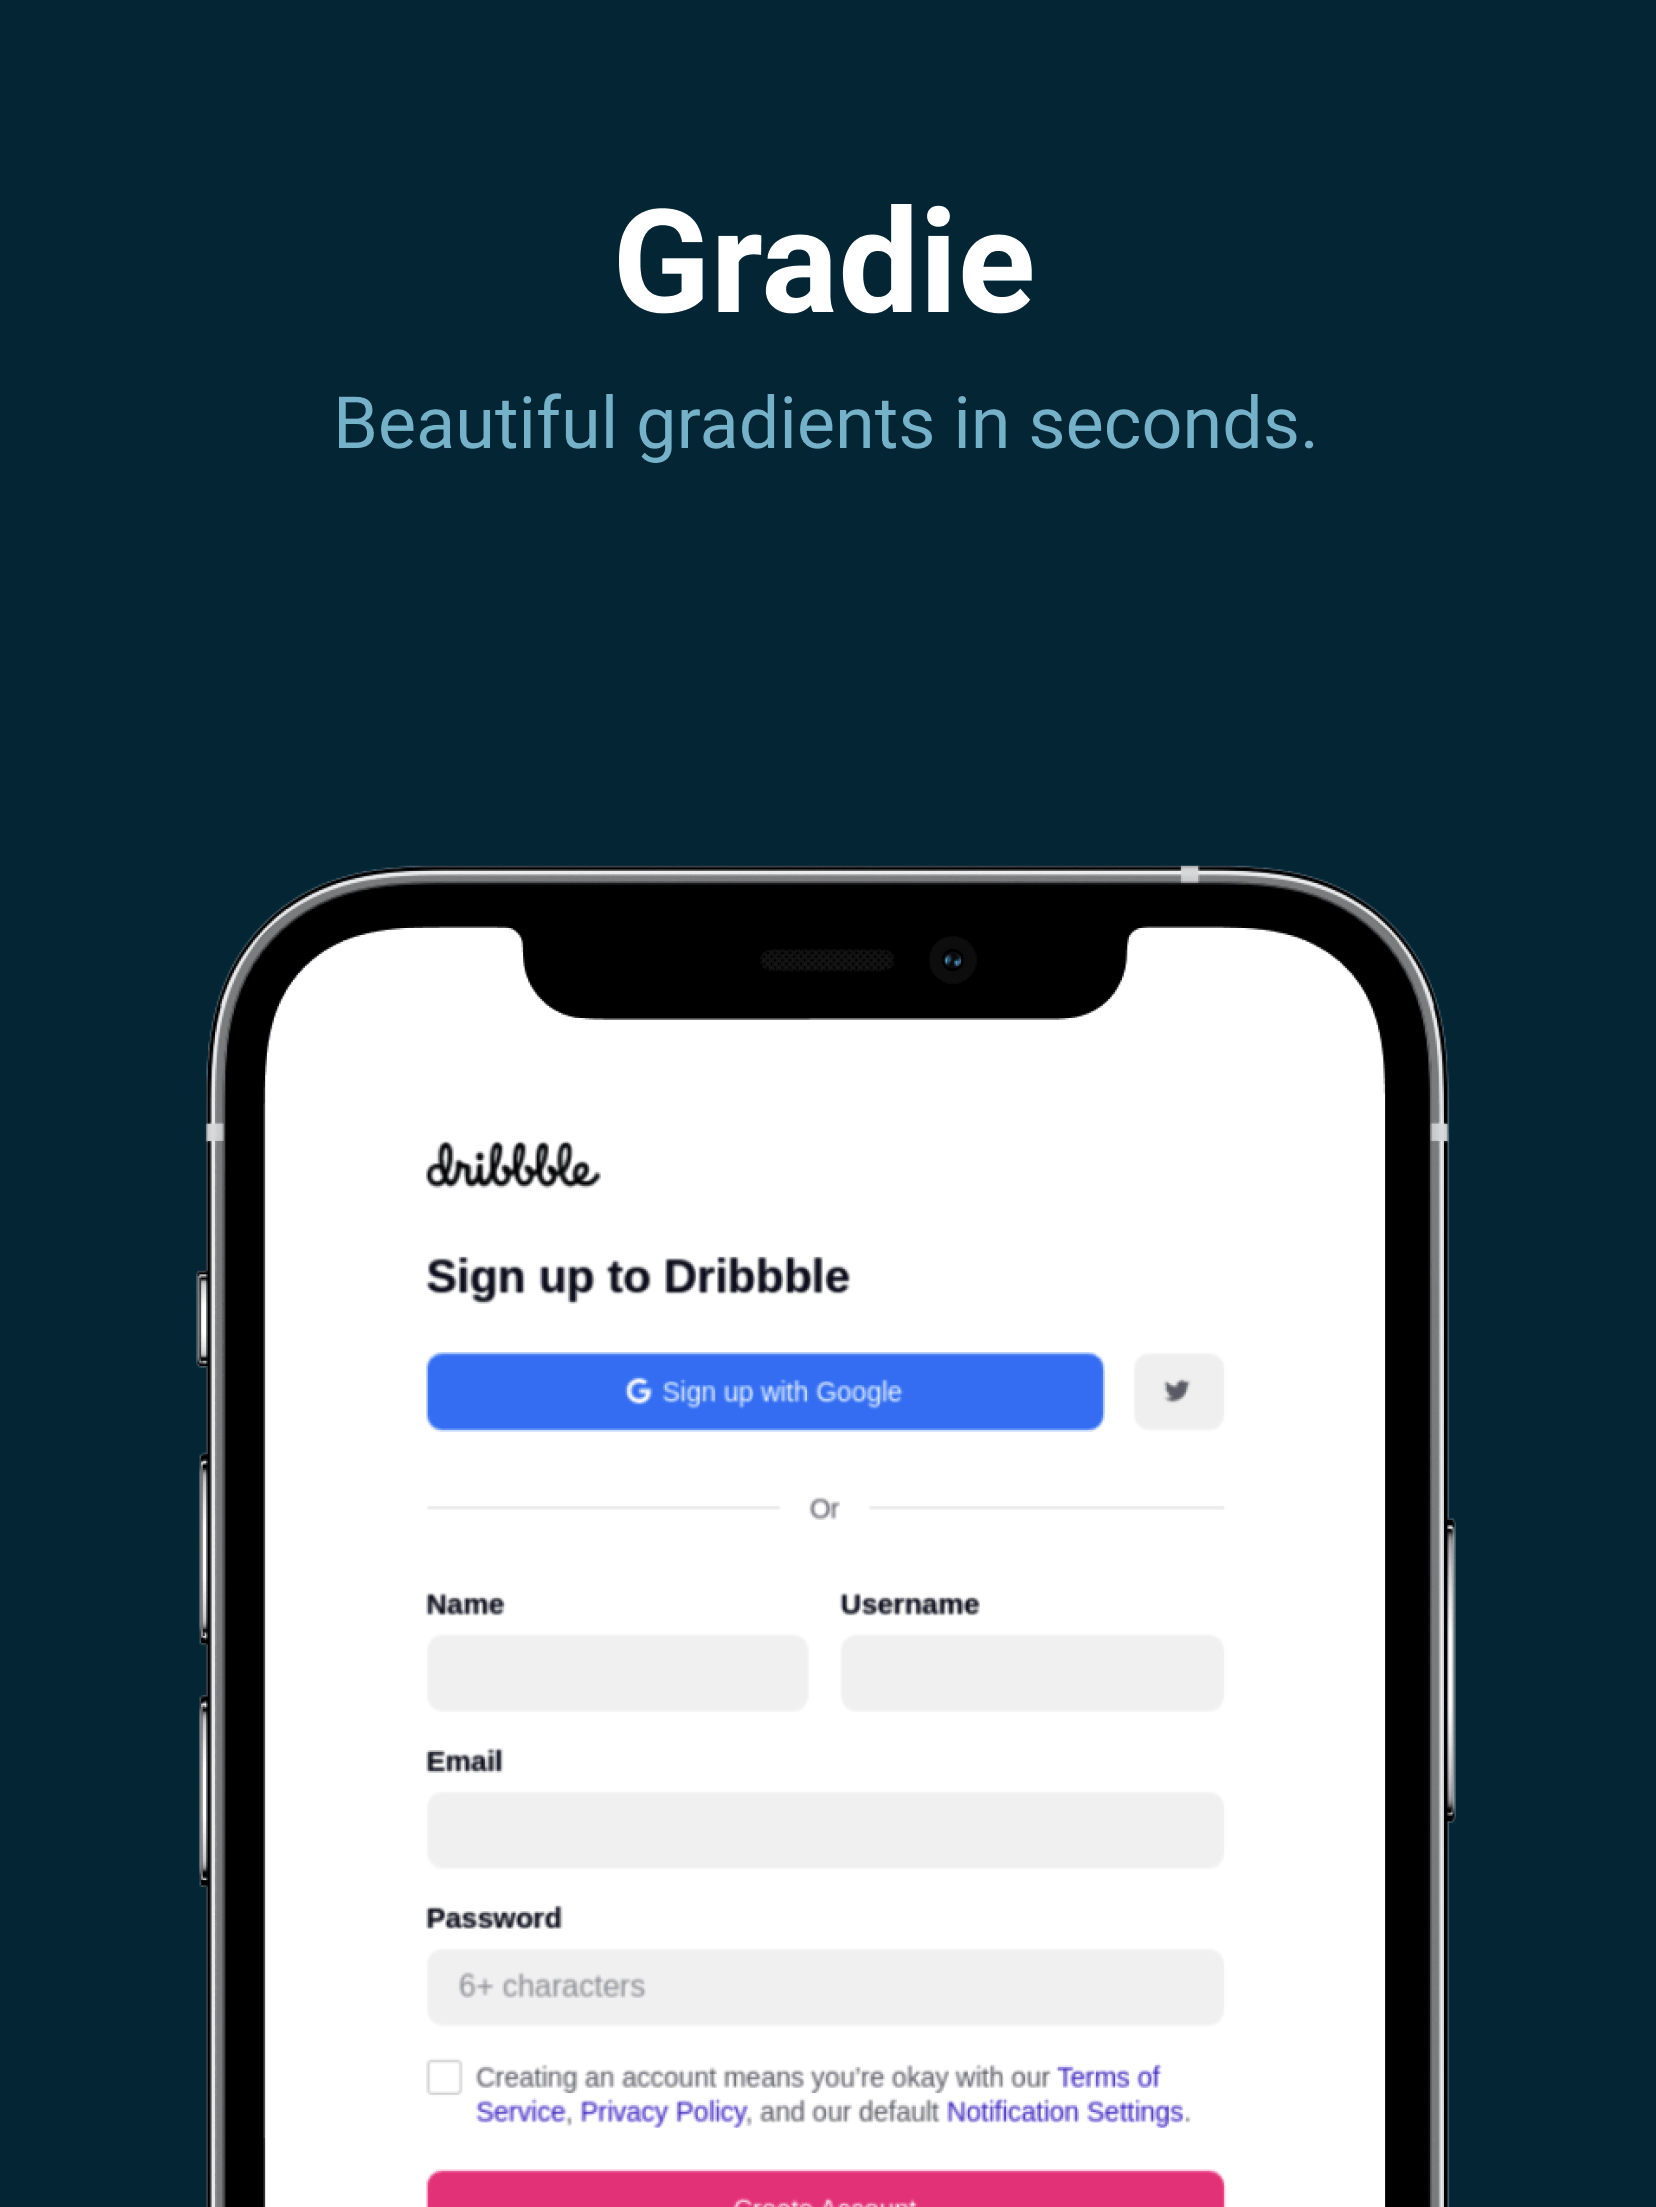 Gradie
Beautiful gradients in seconds.
dribbble
Sign up to Dribbble
G Sign up with Google
Or
Name Username
Email
Password
6+ characters
Creating an account means you're okay with our Terms of
Service, Privacy Policy, and our default Notification Settings.
Create Account